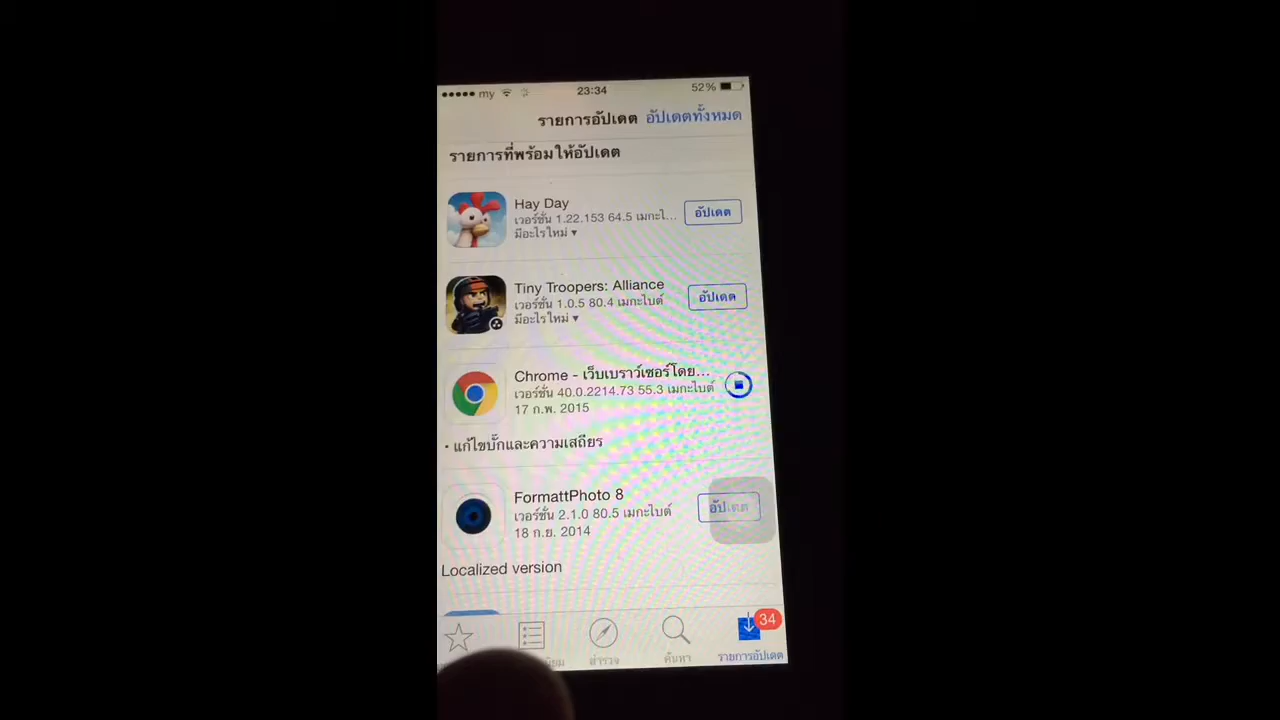 my 23:34 52%
รายการอัปเดต อัปเดตทั้งหมด
รายการที่พร้อมให้อัปเดต
Hay Day
เวอร์ชั่น 1.22.153 64.5 เมกะไ...
มีอะไรใหม่ ▾
อัปเดต
Tiny Troopers: Alliance
เวอร์ชั่น 1.0.5 80.4 เมกะไบต์
มีอะไรใหม่ ▾
อัปเดต
Chrome - เว็บเบราว์เซอร์โดย...
เวอร์ชั่น 40.0.2214.73 55.3 เมกะไบต์
17 ก.พ. 2015
• แก้ไขบั๊กและความเสถียร
FormattPhoto 8
เวอร์ชั่น 2.1.0 80.5 เมกะไบต์
18 ก.ย. 2014
อัปเดต
Localized version
34
สำรวจ ค้นหา รายการอัปเดต